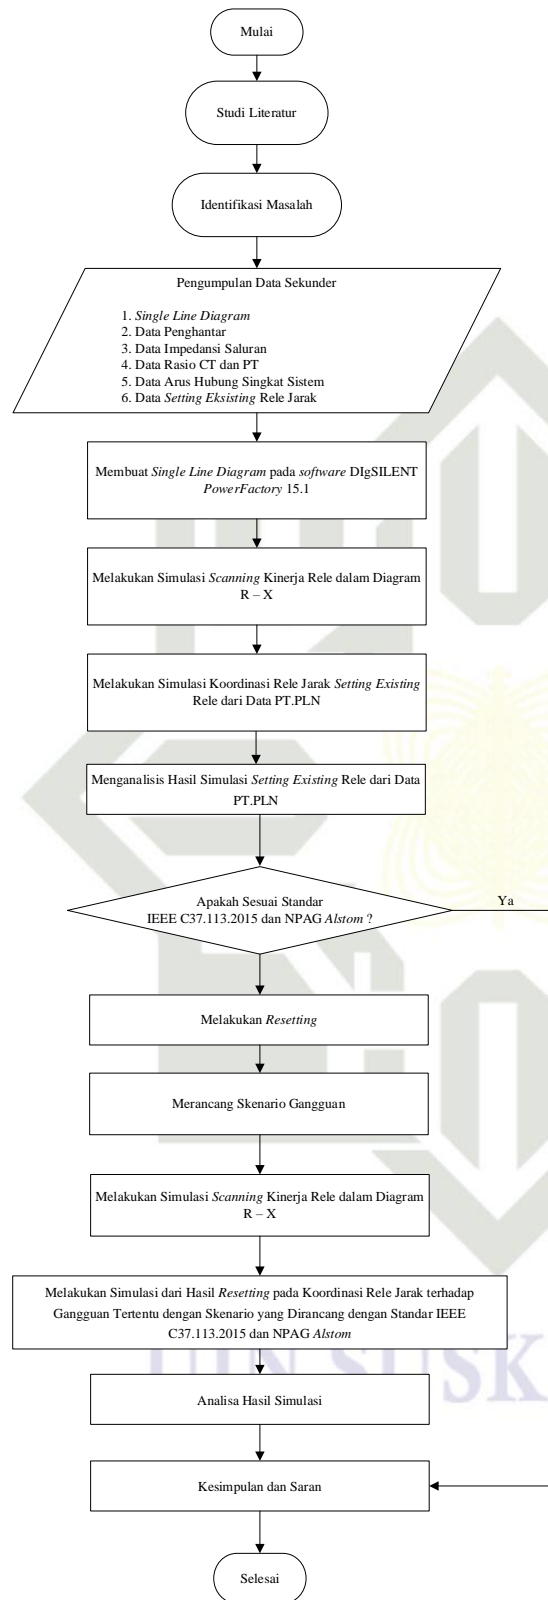 Mulai
Studi Literatur
Identifikasi Masalah
Pengumpulan Data Sekunder
1. Single Line Diagram
2. Data Penghantar
3. Data Impedansi Saluran
4. Data Rasio CT dan PT
5. Data Arus Hubung Singkat Sistem
6. Data Setting Eksisting Rele Jarak
Membuat Single Line Diagram pada software DIgSILENT
PowerFactory 15.1
Melakukan Simulasi Scanning Kinerja Rele dalam Diagram
R – X
Melakukan Simulasi Koordinasi Rele Jarak Setting Existing
Rele dari Data PT.PLN
Menganalisis Hasil Simulasi Setting Existing Rele dari Data
PT.PLN
Apakah Sesuai Standar
IEEE C37.113.2015 dan NPAG Alstom ?
Ya
Melakukan Resetting
Merancang Skenario Gangguan
Melakukan Simulasi Scanning Kinerja Rele dalam Diagram
R – X
Melakukan Simulasi dari Hasil Resetting pada Koordinasi Rele Jarak terhadap
Gangguan Tertentu dengan Skenario yang Dirancang dengan Standar IEEE
C37.113.2015 dan NPAG Alstom
UIN SUSK
Analisa Hasil Simulasi
Kesimpulan dan Saran
Selesai